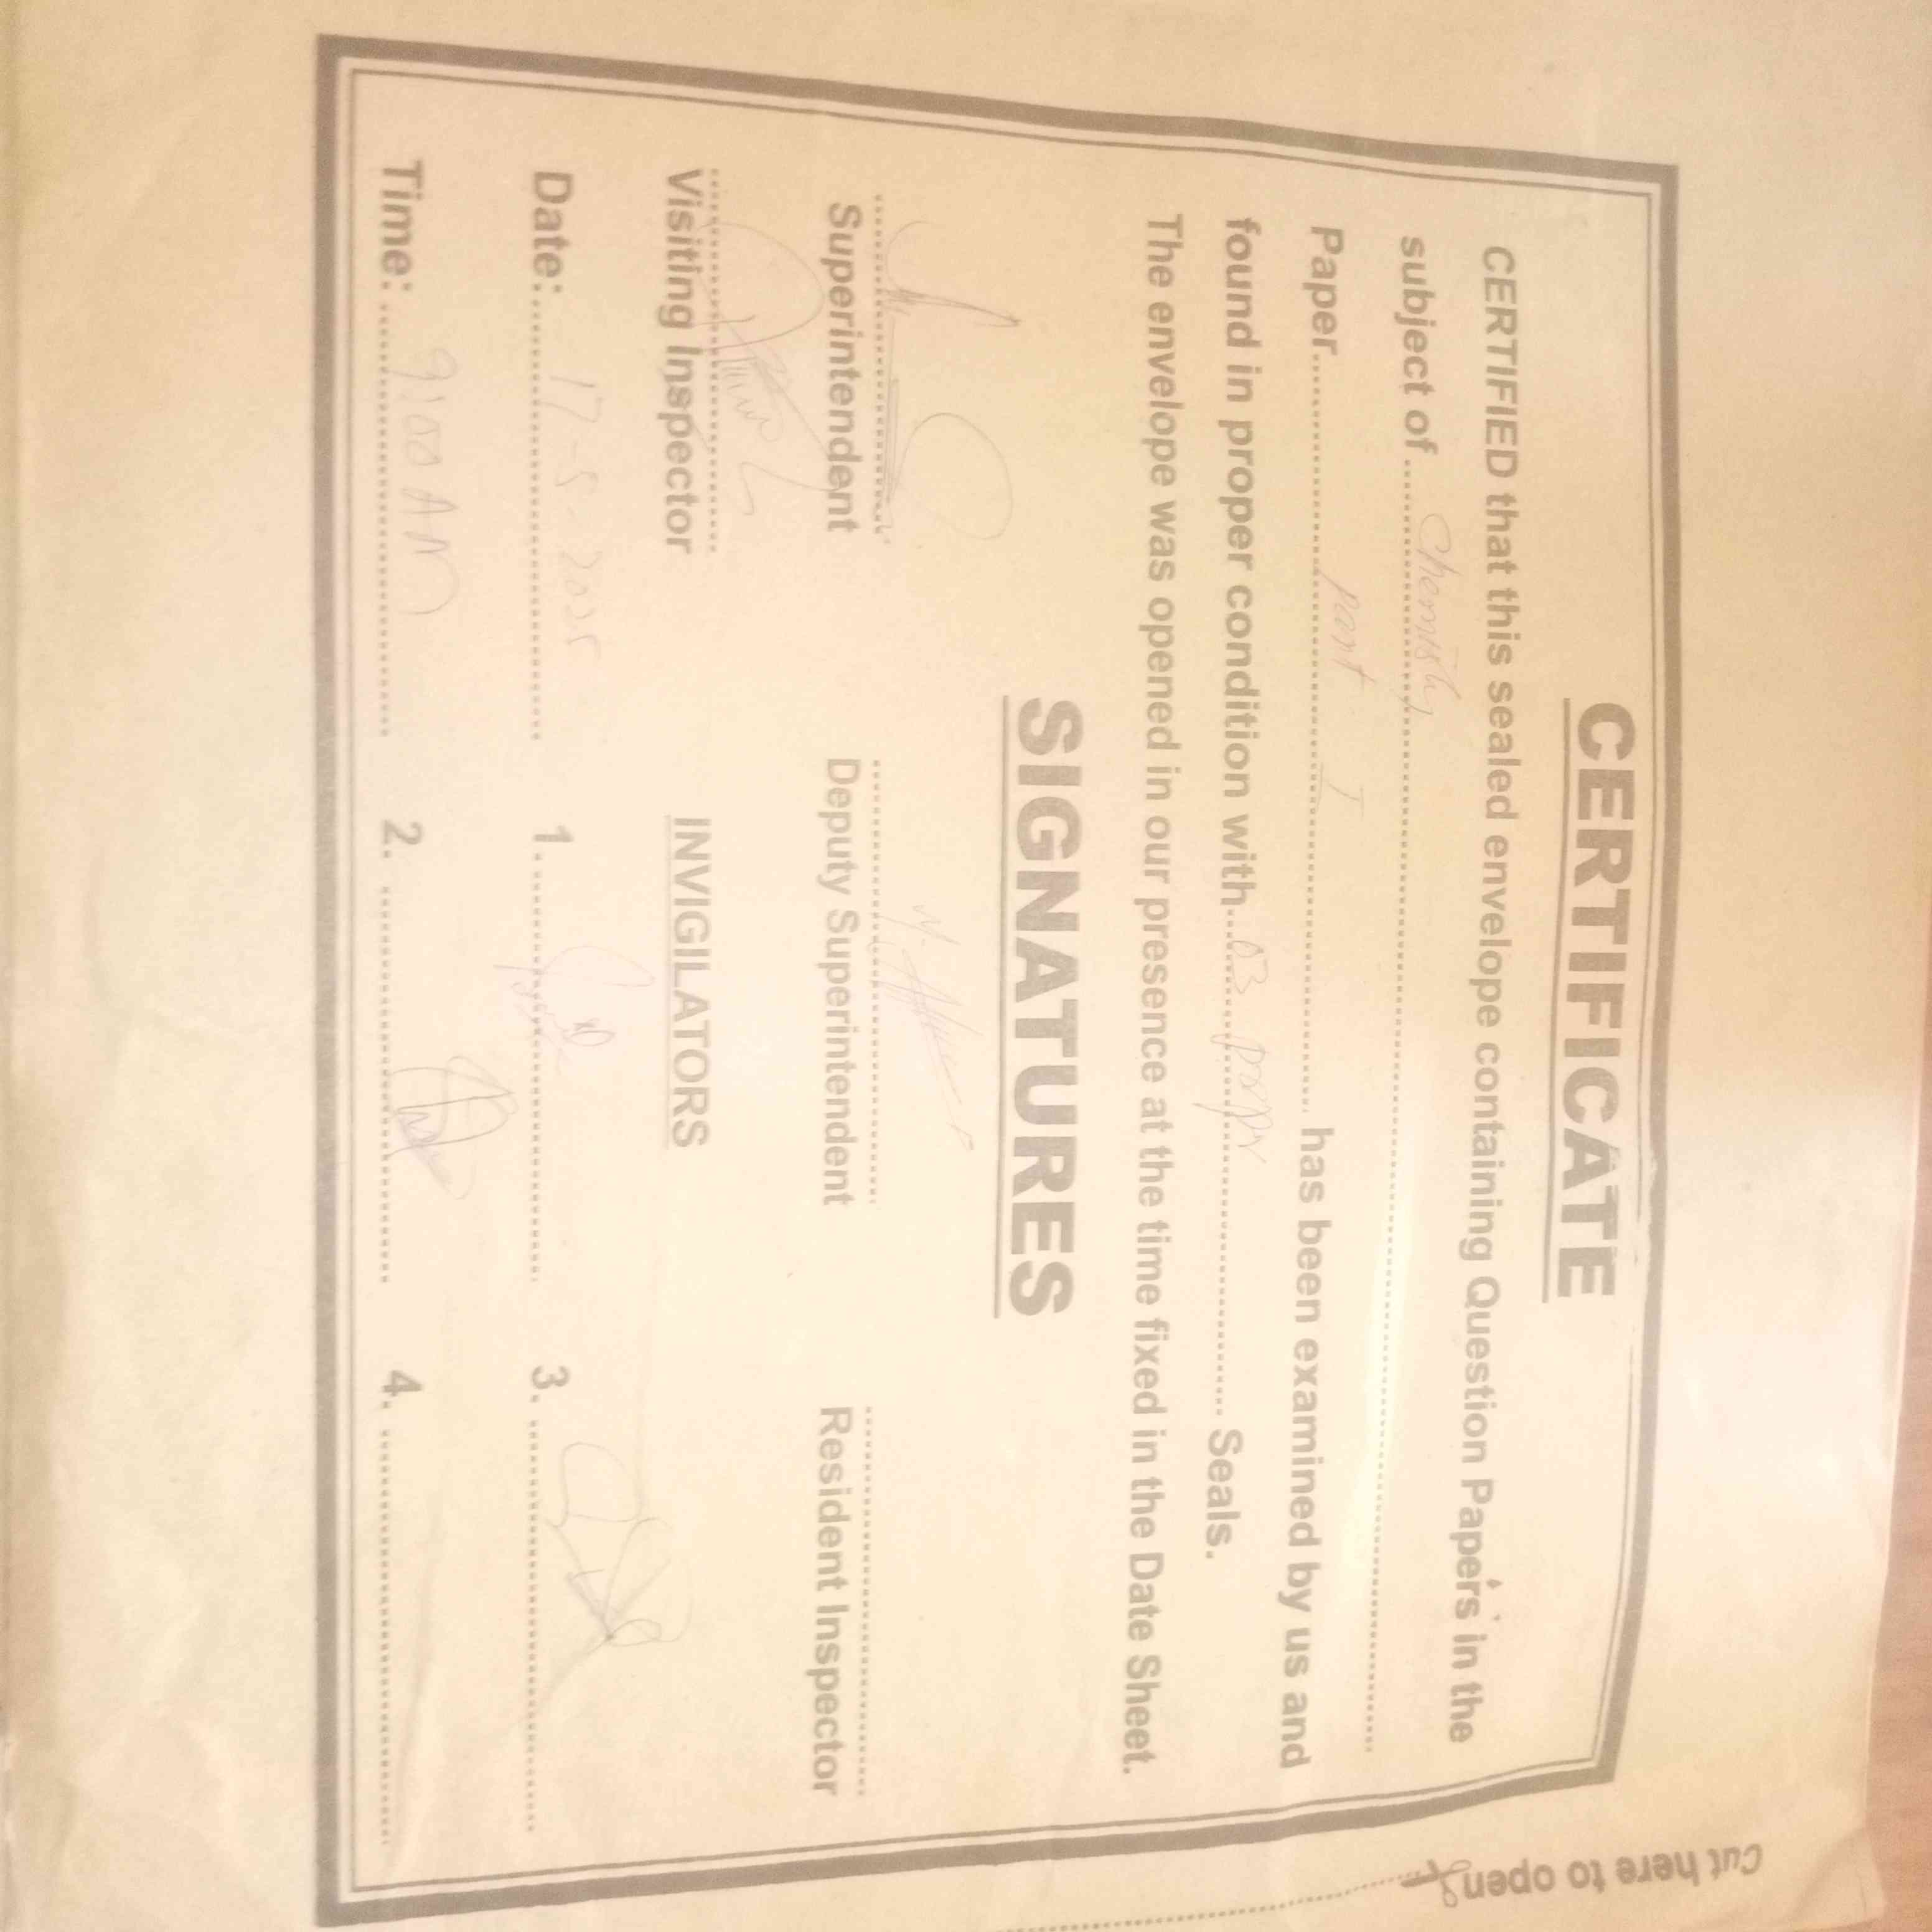 CERTIFICATE
CERTIFIED that this sealed envelope containing Question Papers in the
subject of Chemistry
Paper Part I has been examined by us and
found in proper condition with 03 proper Seals.
The envelope was opened in our presence at the time fixed in the Date Sheet.
SIGNATURES
Superintendent Deputy Superintendent Resident Inspector
Visiting Inspector INVIGILATORS
Date: 17-5-2025 1. 3.
Time: 9:00 AM 2. 4.
Cut here to open